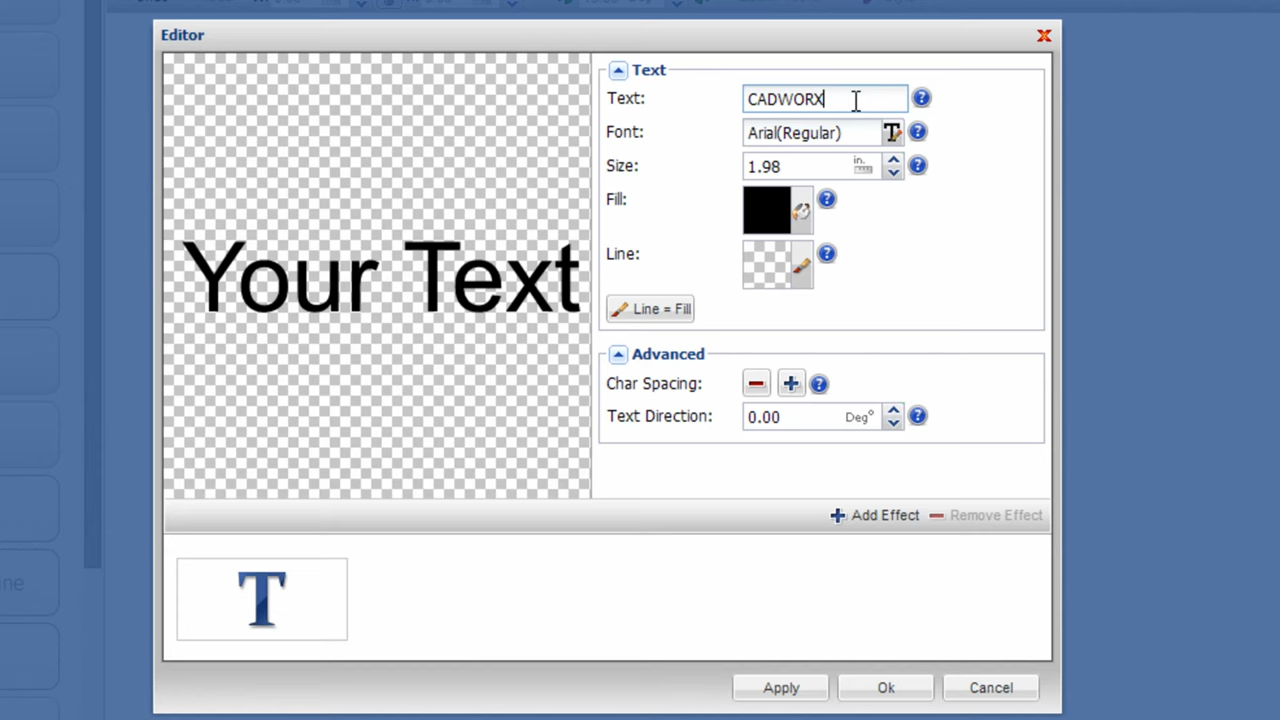 Editor
Your Text
Text
Text: CADWORX
Font: Arial(Regular)
Size: 1.98 in.
Fill:
Line:
Line = Fill
Advanced
Char Spacing:
Text Direction: 0.00 Deg°
Add Effect Remove Effect
T
Apply Ok Cancel